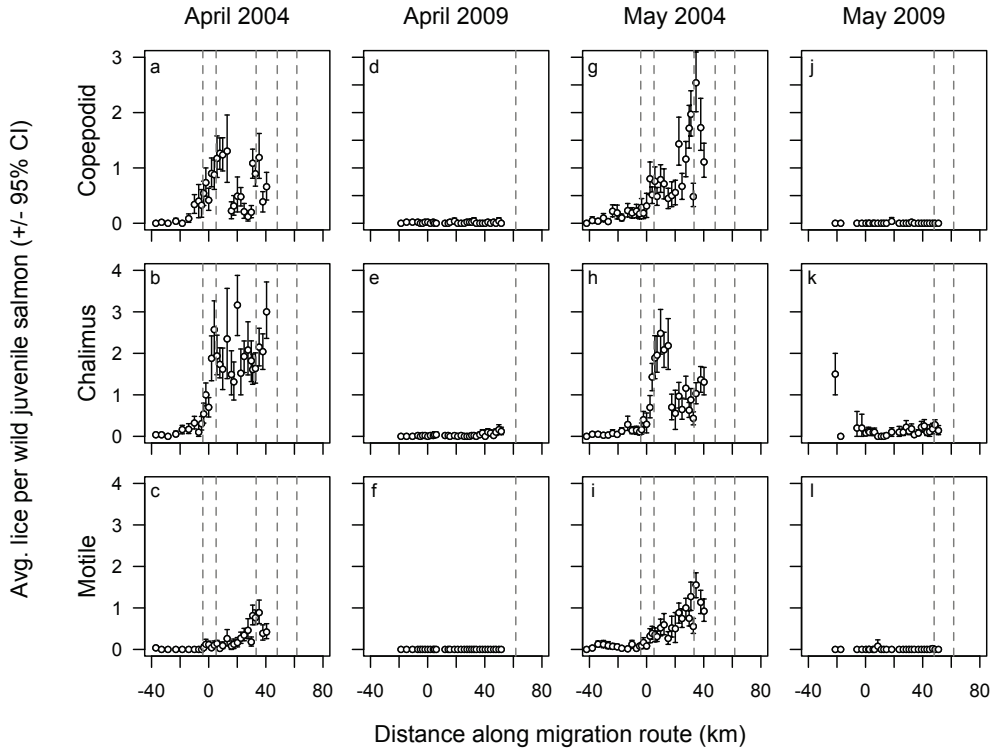 April 2004 April 2009 May 2004 May 2009
Avg. lice per wild juvenile salmon (+/- 95% CI)
Copepodid
3
2
1
0
a
d
g
j
Chalimus
4
3
2
1
0
b
e
h
k
Motile
4
3
2
1
0
c
f
i
l
-40 0 40 80 -40 0 40 80 -40 0 40 80 -40 0 40 80
Distance along migration route (km)